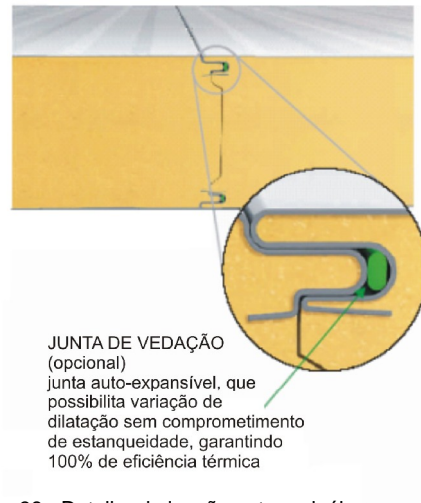 JUNTA DE VEDAÇÃO
(opcional)
junta auto-expansível, que
possibilita variação de
dilatação sem comprometimento
de estanqueidade, garantindo
100% de eficiência térmica